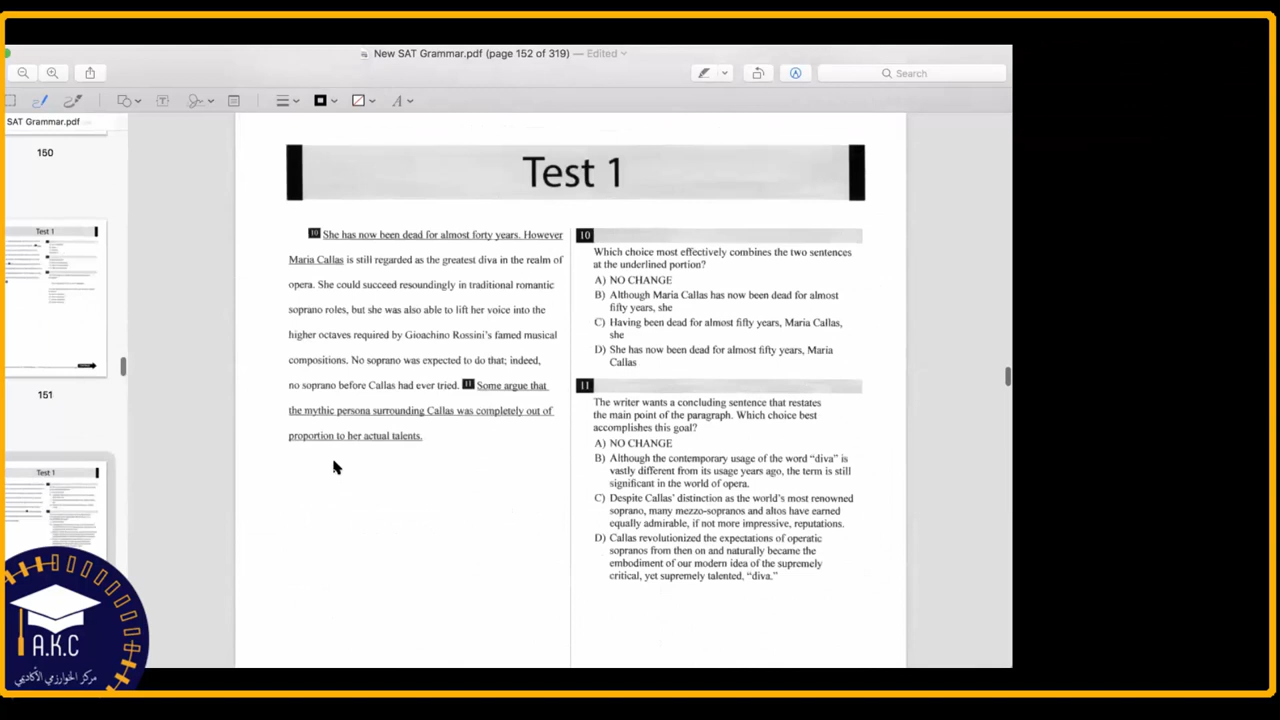 New SAT Grammar.pdf (page 152 of 319) — Edited
Search
SAT Grammar.pdf
150
Test 1
151
Test 1
Test 1
10 She has now been dead for almost forty years. However
Maria Callas is still regarded as the greatest diva in the realm of
opera. She could succeed resoundingly in traditional romantic
soprano roles, but she was also able to lift her voice into the
higher octaves required by Gioachino Rossini's famed musical
compositions. No soprano was expected to do that; indeed,
no soprano before Callas had ever tried. 11 Some argue that
the mythic persona surrounding Callas was completely out of
proportion to her actual talents.
10
Which choice most effectively combines the two sentences
at the underlined portion?
A) NO CHANGE
B) Although Maria Callas has now been dead for almost
fifty years, she
C) Having been dead for almost fifty years, Maria Callas,
she
D) She has now been dead for almost fifty years, Maria
Callas
11
The writer wants a concluding sentence that restates
the main point of the paragraph. Which choice best
accomplishes this goal?
A) NO CHANGE
B) Although the contemporary usage of the word "diva" is
vastly different from its usage years ago, the term is still
significant in the world of opera.
C) Despite Callas' distinction as the world's most renowned
soprano, many mezzo-sopranos and altos have earned
equally admirable, if not more impressive, reputations.
D) Callas revolutionized the expectations of operatic
sopranos from then on and naturally became the
embodiment of our modern idea of the supremely
critical, yet supremely talented, "diva."
A.K.C
مركز الخوارزمي الأكاديمي